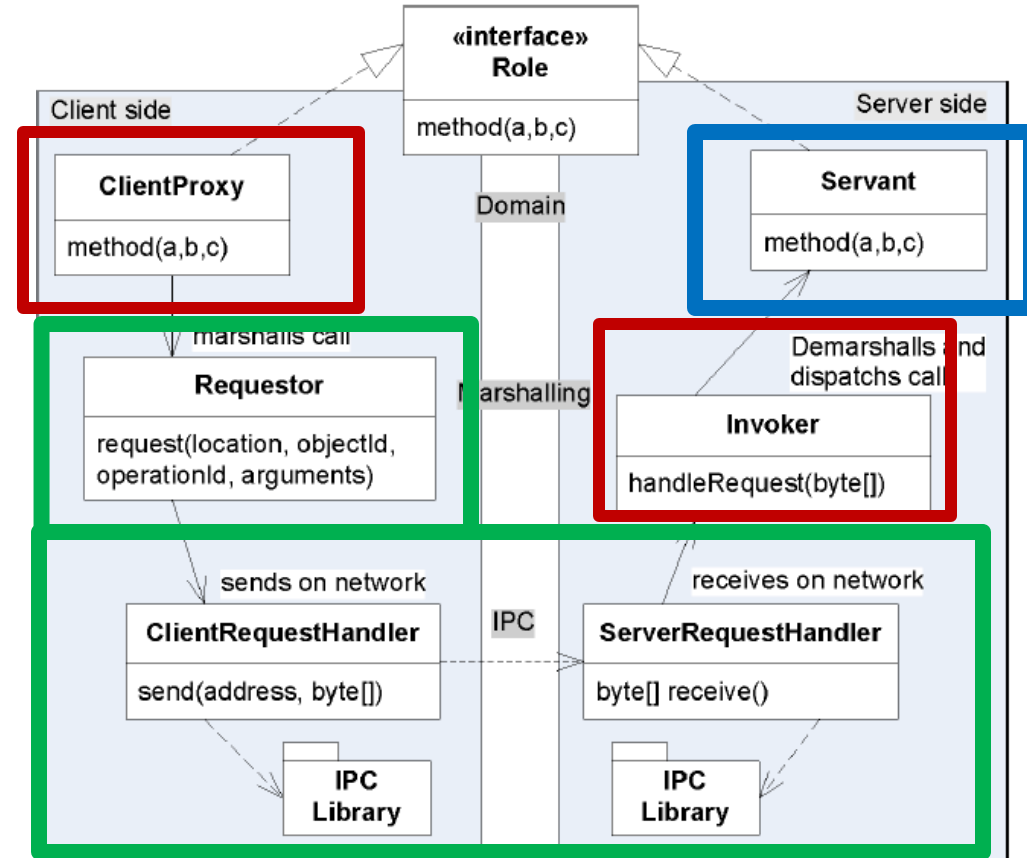 «interface»
Role
method(a,b,c)
Client side
Server side
ClientProxy
method(a,b,c)
Domain
Servant
method(a,b,c)
marshalls call
Requestor
request(location, objectId,
operationId, arguments)
Marshalling
Demarshalls and
dispatchs call
Invoker
handleRequest(byte[])
sends on network
receives on network
ClientRequestHandler
send(address, byte[])
IPC
ServerRequestHandler
byte[] receive()
IPC
Library
IPC
Library